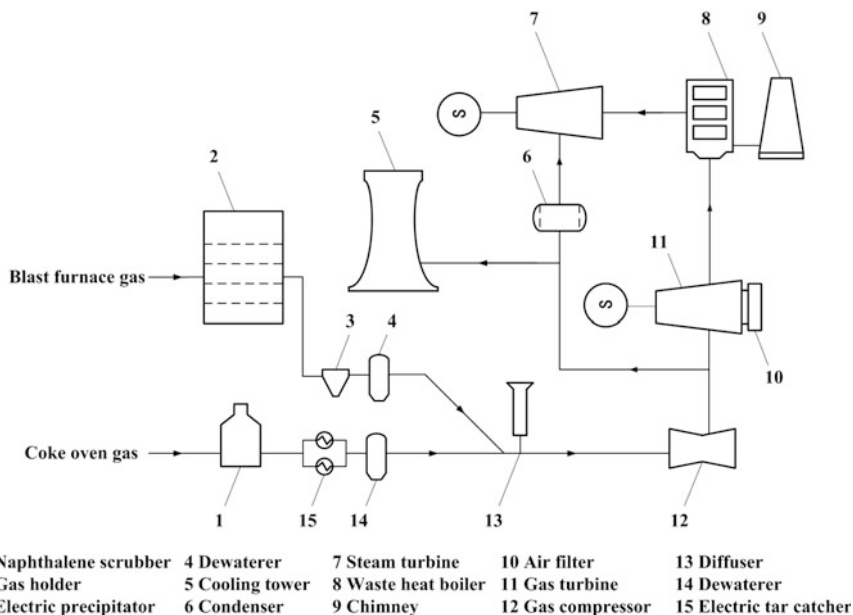 7
8
9
5
6
2
11
Blast furnace gas
3
4
10
Coke oven gas
1
15
14
13
12
S
S
Naphthalene scrubber 4 Dewaterer 7 Steam turbine 10 Air filter 13 Diffuser
Gas holder 5 Cooling tower 8 Waste heat boiler 11 Gas turbine 14 Dewaterer
Electric precipitator 6 Condenser 9 Chimney 12 Gas compressor 15 Electric tar catcher